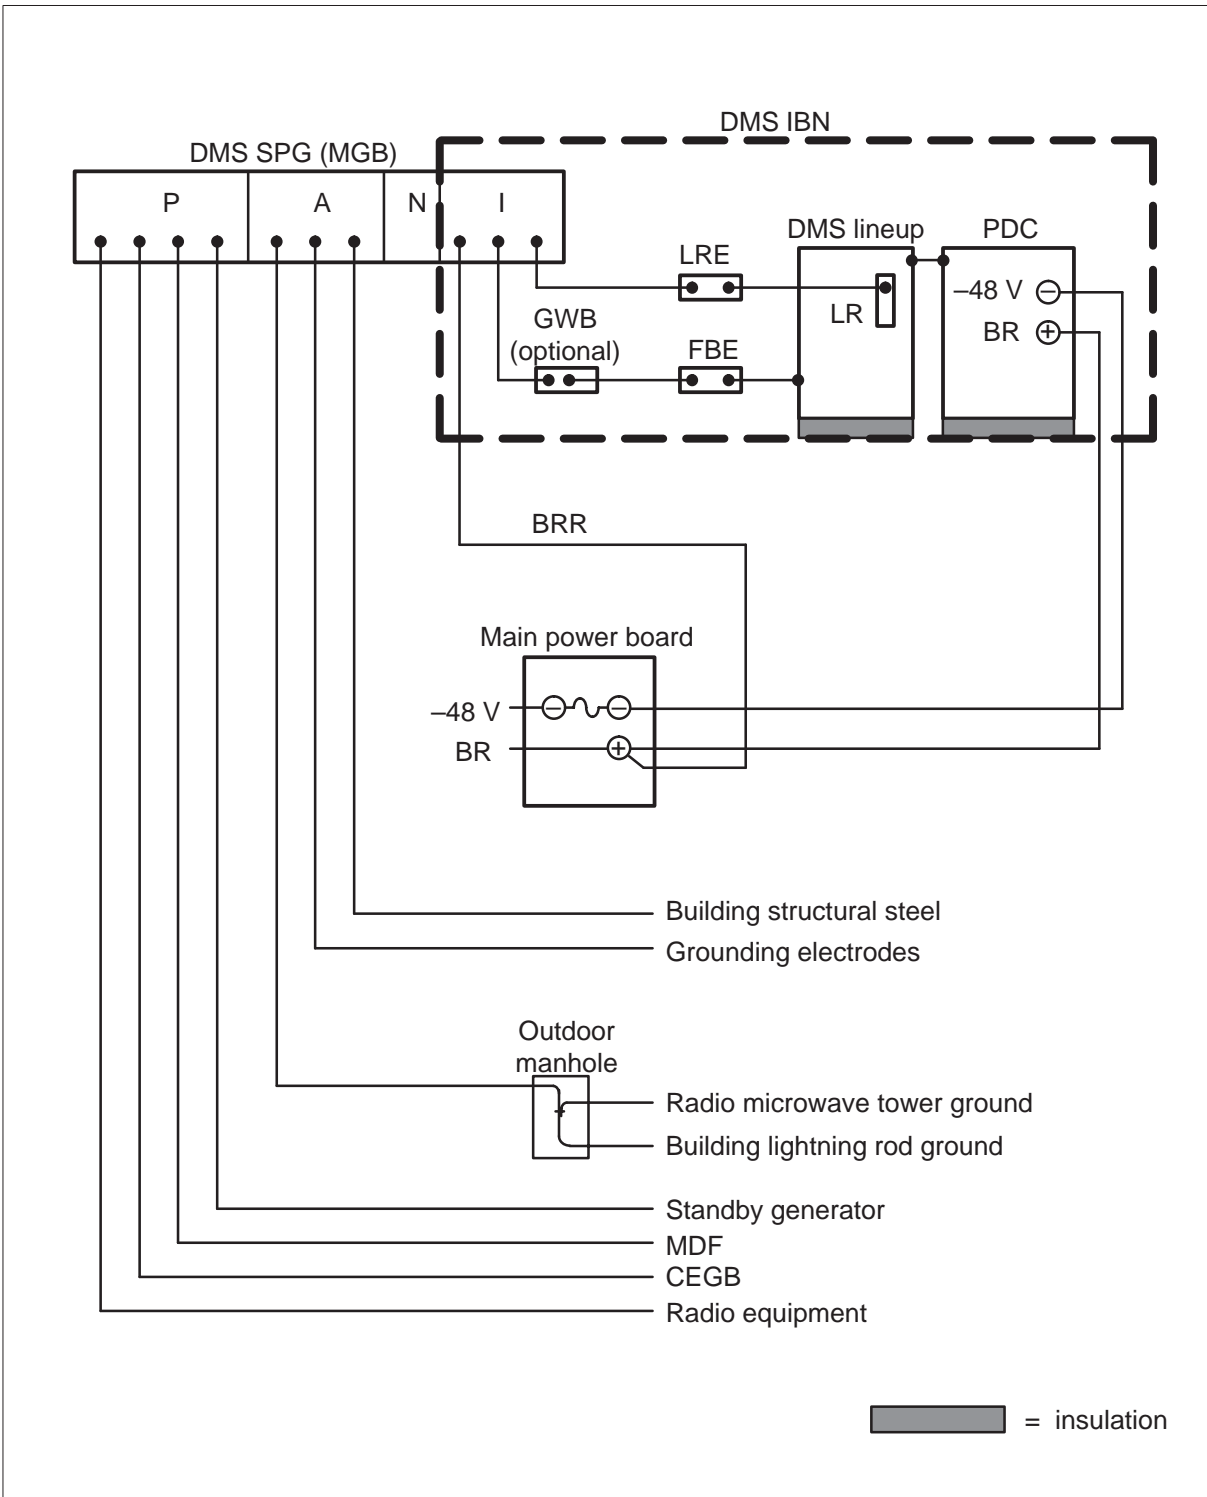 DMS IBN
DMS SPG (MGB)
P A N I
DMS lineup PDC
LRE
–48 V −
LR
GWB
(optional)
BR +
FBE
BRR
Main power board
–48 V − −
BR +
Building structural steel
Grounding electrodes
Outdoor
manhole
Radio microwave tower ground
Building lightning rod ground
Standby generator
MDF
CEGB
Radio equipment
= insulation